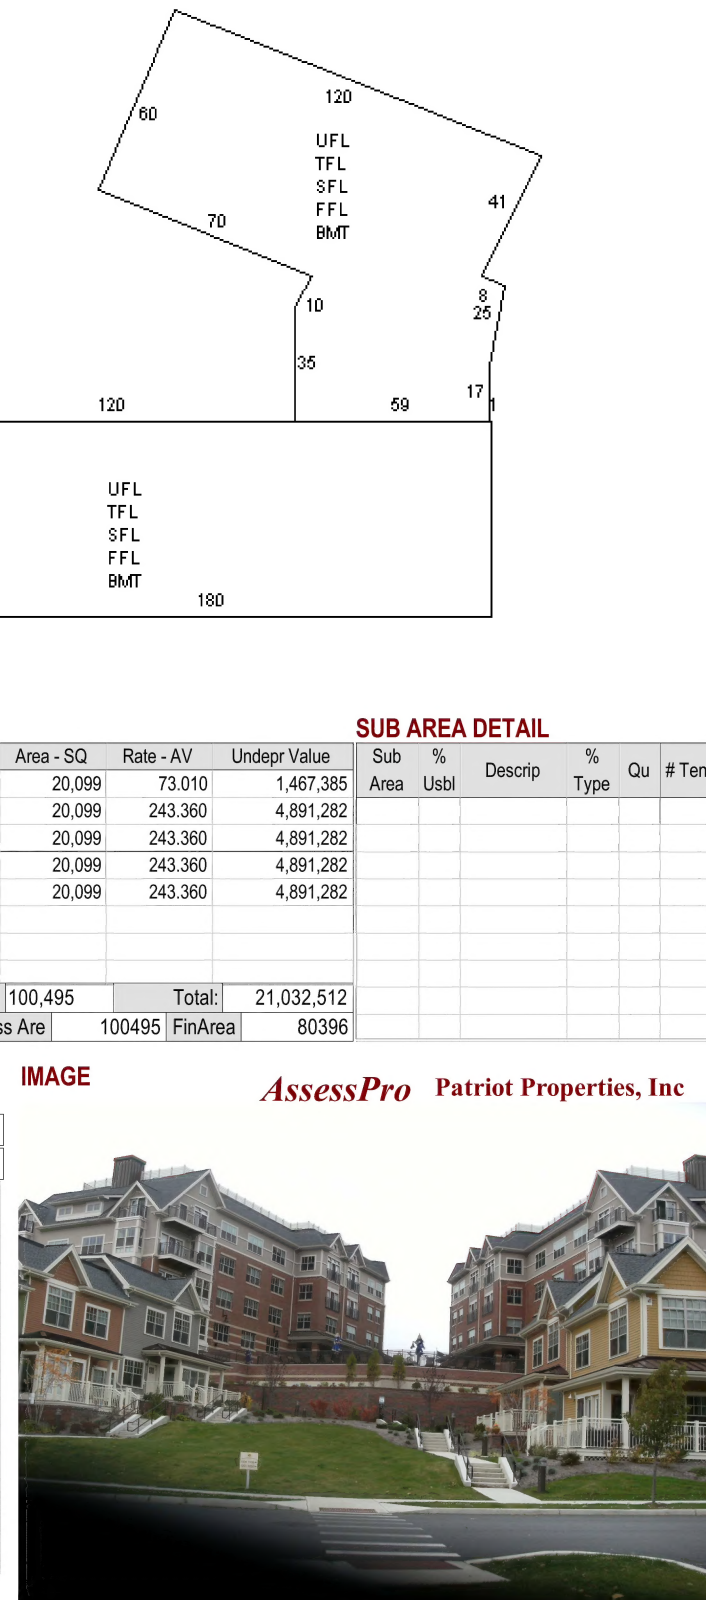 120
60
UFL
TFL
SFL
FFL
BMT
41
70
8
10
25
35
17
1
120
59
UFL
TFL
SFL
FFL
BMT
180
SUB AREA DETAIL
Area - SQ Rate - AV Undepr Value Sub Area % Usbl Descrip % Type Qu # Ten
20,099 73.010 1,467,385
20,099 243.360 4,891,282
20,099 243.360 4,891,282
20,099 243.360 4,891,282
20,099 243.360 4,891,282
100,495 Total: 21,032,512
ss Are 100495 FinArea 80396
IMAGE AssessPro Patriot Properties, Inc